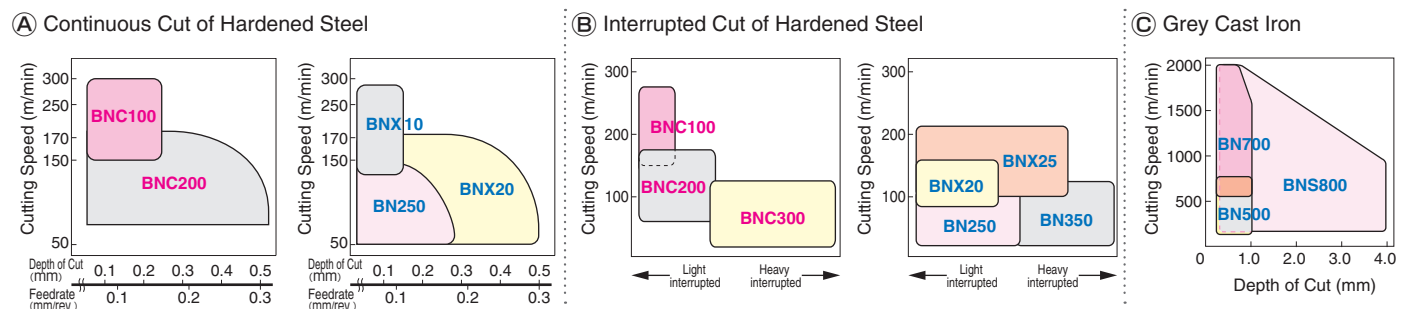 Ⓐ Continuous Cut of Hardened Steel
Cutting Speed (m/min)
300
250
170
150
50
BNC100
BNC200
Depth of Cut (mm)
0.1 0.2 0.3 0.4 0.5
Feedrate (mm/rev.)
0.1 0.2 0.3
Cutting Speed (m/min)
300
250
170
150
50
BNX10
BNX20
BN250
Depth of Cut (mm)
0.1 0.2 0.3 0.4 0.5
Feedrate (mm/rev.)
0.1 0.2 0.3
Ⓑ Interrupted Cut of Hardened Steel
Cutting Speed (m/min)
300
200
100
BNC100
BNC200
BNC300
Light interrupted
Heavy interrupted
Cutting Speed (m/min)
300
200
100
BNX25
BNX20
BN250
BN350
Light interrupted
Heavy interrupted
Ⓒ Grey Cast Iron
Cutting Speed (m/min)
2000
1500
1000
500
BN700
BNS800
BN500
0 1.0 2.0 3.0 4.0
Depth of Cut (mm)